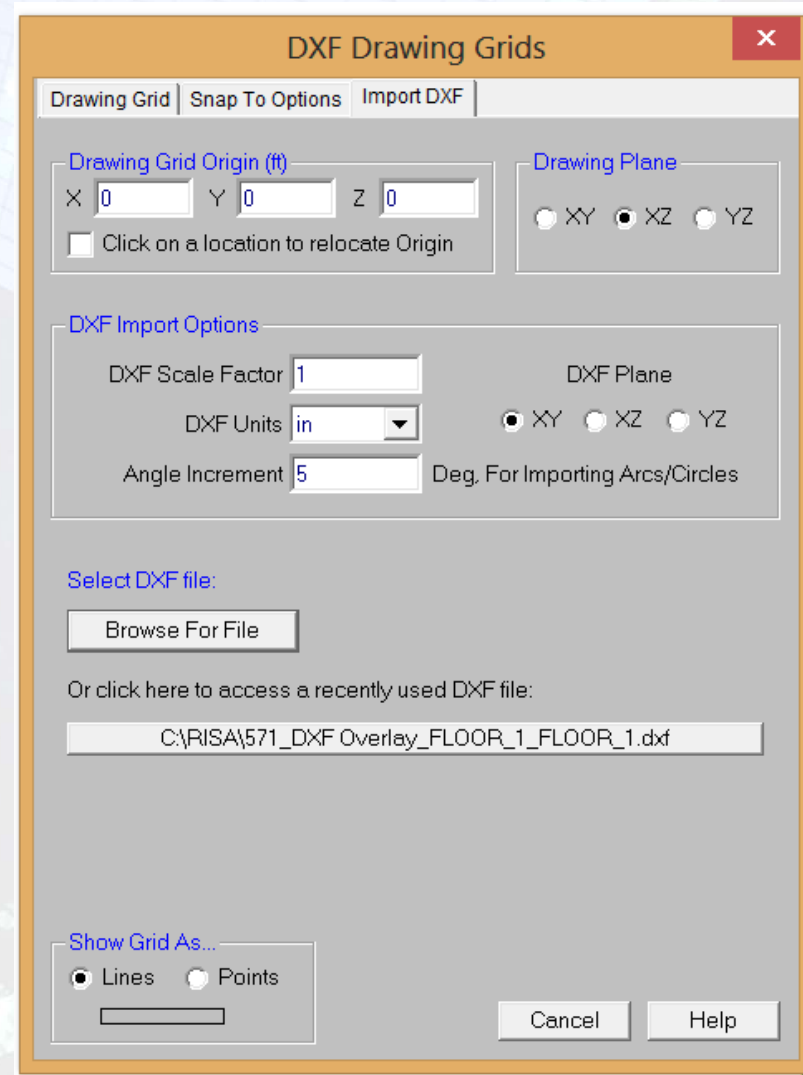 DXF Drawing Grids
Drawing Grid Snap To Options Import DXF
Drawing Grid Origin (ft)
X 0 Y 0 Z 0
Click on a location to relocate Origin
Drawing Plane
XY XZ YZ
DXF Import Options
DXF Scale Factor 1
DXF Units in
Angle Increment 5 Deg, For Importing Arcs/Circles
DXF Plane
XY XZ YZ
Select DXF file:
Browse For File
Or click here to access a recently used DXF file:
C:\RISA\571_DXF Overlay_FLOOR_1_FLOOR_1.dxf
Show Grid As...
Lines Points
Cancel Help